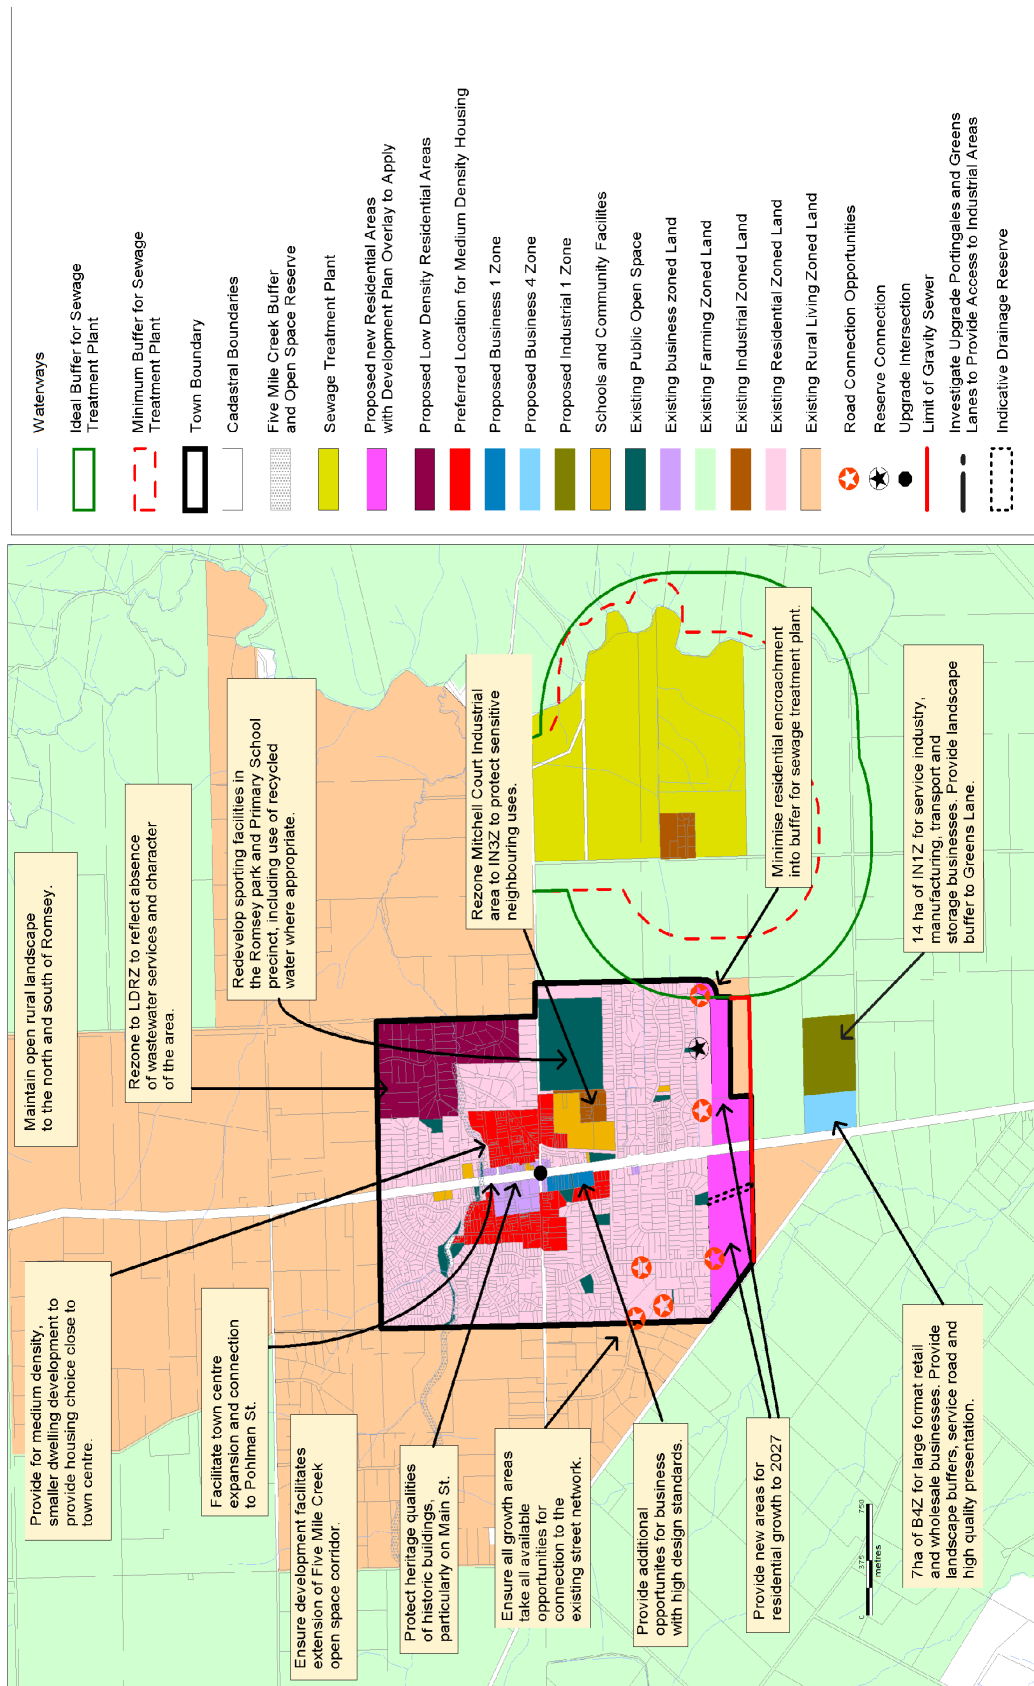 Maintain open rural landscape
to the north and south of Romsey.
Rezone to LDRZ to reflect absence
of wastewater services and character
of the area.
Redevelop sporting facilities in
the Romsey park and Primary School
precinct, including use of recycled
water where appropriate.
Rezone Mitchell Court Industrial
area to IN3Z to protect sensitive
neighbouring uses.
Minimise residential encroachment
into buffer for sewage treatment plant.
14 ha of IN1Z for service industry,
manufacturing, transport and
storage businesses. Provide landscape
buffer to Greens Lane.
Provide for medium density,
smaller dwelling development to
provide housing choice close to
town centre.
Facilitate town centre
expansion and connection
to Pohlman St.
Ensure development facilitates
extension of Five Mile Creek
open space corridor.
Protect heritage qualities
of historic buildings,
particularly on Main St.
Ensure all growth areas
take all available
opportunities for
connection to the
existing street network.
Provide additional
opportunites for business
with high design standards.
Provide new areas for
residential growth to 2027
7ha of B4Z for large format retail
and wholesale businesses. Provide
landscape buffers, service road and
high quality presentation.
0 375 750
metres
Waterways
Ideal Buffer for Sewage
Treatment Plant
Minimum Buffer for Sewage
Treatment Plant
Town Boundary
Cadastral Boundaries
Five Mile Creek Buffer
and Open Space Reserve
Sewage Treatment Plant
Proposed new Residential Areas
with Development Plan Overlay to Apply
Proposed Low Density Residential Areas
Preferred Location for Medium Density Housing
Proposed Business 1 Zone
Proposed Business 4 Zone
Proposed Industrial 1 Zone
Schools and Community Facilites
Existing Public Open Space
Existing business zoned Land
Existing Farming Zoned Land
Existing Industrial Zoned Land
Existing Residential Zoned Land
Existing Rural Living Zoned Land
Road Connection Opportunities
Reserve Connection
Upgrade Intersection
Limit of Gravity Sewer
Investigate Upgrade Portingales and Greens
Lanes to Provide Access to Industrial Areas
Indicative Drainage Reserve